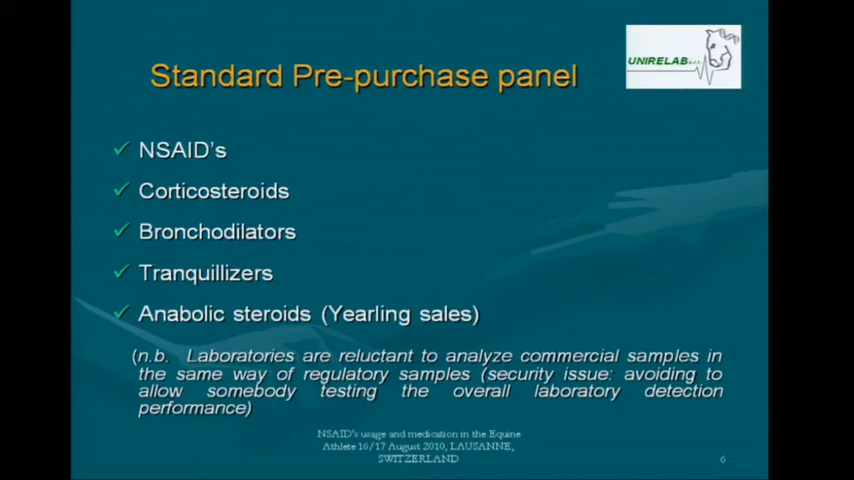 Standard Pre-purchase panel
UNIRELAB s.r.l.
NSAID's
Corticosteroids
Bronchodilators
Tranquillizers
Anabolic steroids (Yearling sales)
(n.b. Laboratories are reluctant to analyze commercial samples in
the same way of regulatory samples (security issue: avoiding to
allow somebody testing the overall laboratory detection
performance)
NSAID's usage and medication in the Equine
Athlete 16/17 August 2010, LAUSANNE,
SWITZERLAND
6